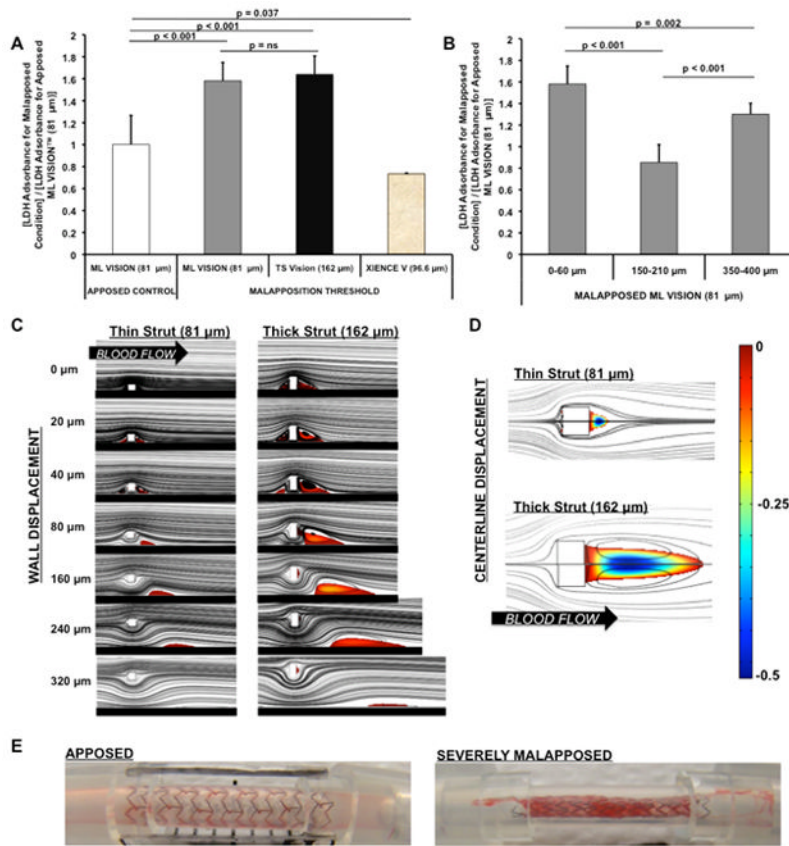 A
p = 0.037
p < 0.001
p < 0.001
p = ns
[LDH Adsorbance for Malapposed
Condition] / [LDH Adsorbance for Apposed
ML VISION™ (81 µm)]
1.8
1.6
1.4
1.2
1
0.8
0.6
0.4
0.2
0
ML VISION (81 µm)
ML VISION (81 µm)
TS Vision (162 µm)
XIENCE V (96.6 µm)
APPOSED CONTROL
MALAPPOSITION THRESHOLD
B
p = 0.002
p < 0.001
p < 0.001
[LDH Adsorbance for Malapposed
Condition] / [LDH Adsorbance for Apposed
ML VISION (81 µm)]
2
1.8
1.6
1.4
1.2
1
0.8
0.6
0.4
0.2
0
0-60 µm
150-210-µm
350-400-µm
MALAPPOSED ML VISION (81 µm)
C
Thin Strut (81 µm)
Thick Strut (162 µm)
BLOOD FLOW
WALL DISPLACEMENT
0 µm
20 µm
40 µm
80 µm
160 µm
240 µm
320 µm
D
CENTERLINE DISPLACEMENT
Thin Strut (81 µm)
Thick Strut (162 µm)
BLOOD FLOW
0
-0.25
-0.5
E
APPOSED
SEVERELY MALAPPOSED